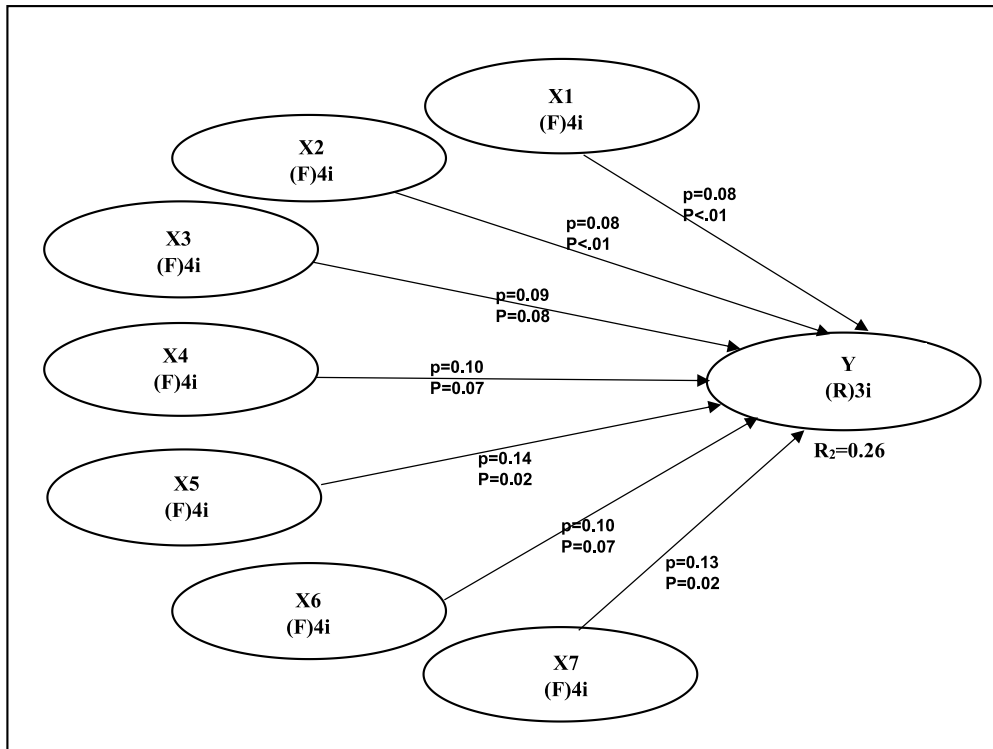 X1
(F)4i
X2
(F)4i
X3
(F)4i
X4
(F)4i
X5
(F)4i
X6
(F)4i
X7
(F)4i
p=0.08
P<.01
p=0.08
P<.01
p=0.09
P=0.08
p=0.10
P=0.07
p=0.14
P=0.02
p=0.10
P=0.07
p=0.13
P=0.02
Y
(R)3i
R₂=0.26